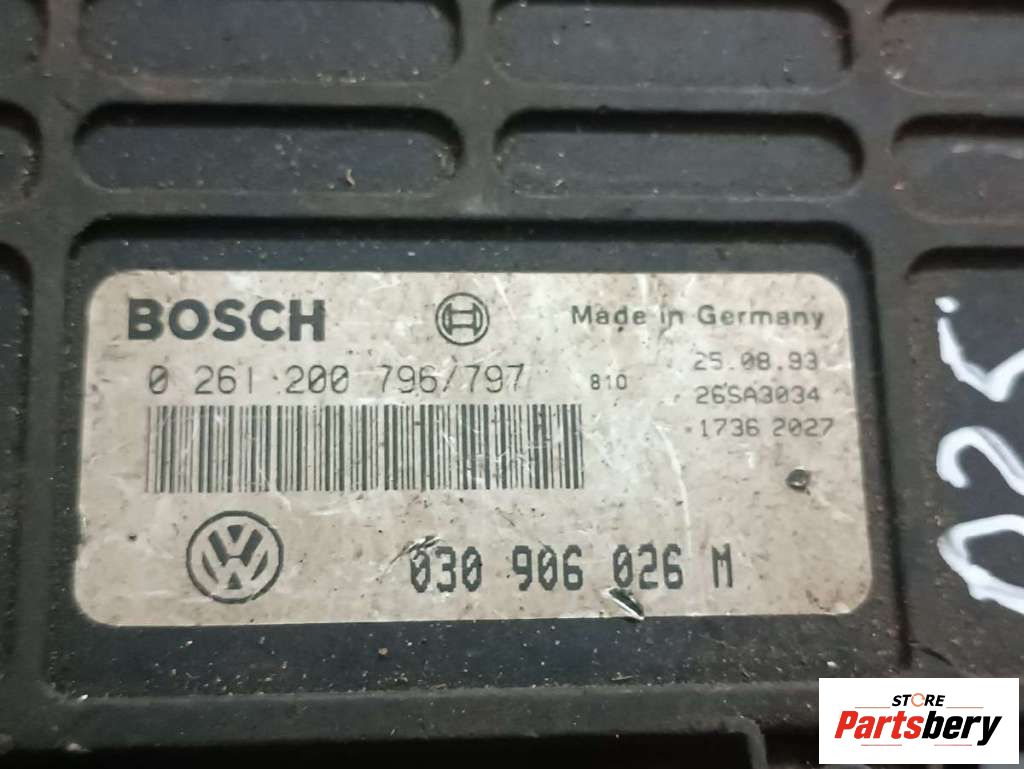 BOSCH
Made in Germany
0 261 200 796/797
810
25.08.93
26SA3034
1736 2027
030 906 026 M
025
STORE
Partsbery